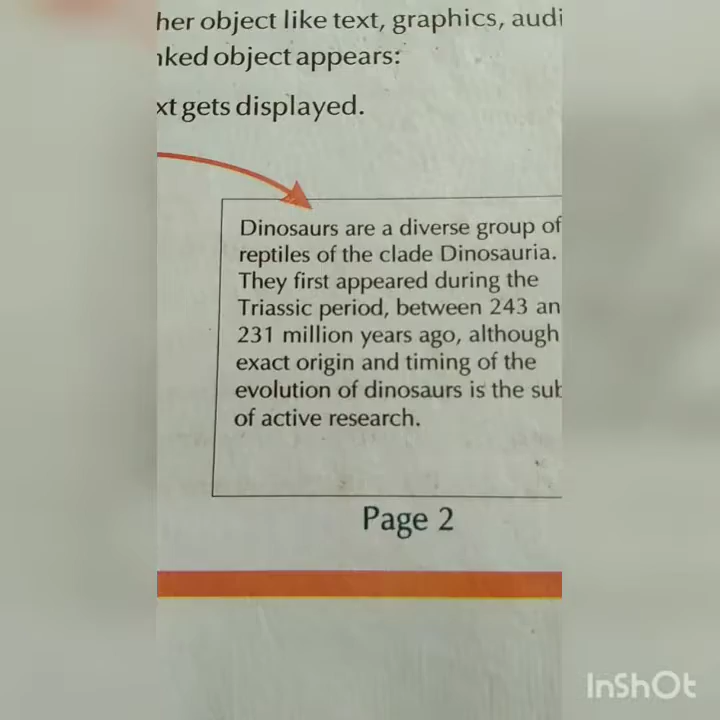 her object like text, graphics, audi
nked object appears:
xt gets displayed.
Dinosaurs are a diverse group of
reptiles of the clade Dinosauria.
They first appeared during the
Triassic period, between 243 an
231 million years ago, although
exact origin and timing of the
evolution of dinosaurs is the sub
of active research.
Page 2
InShOt